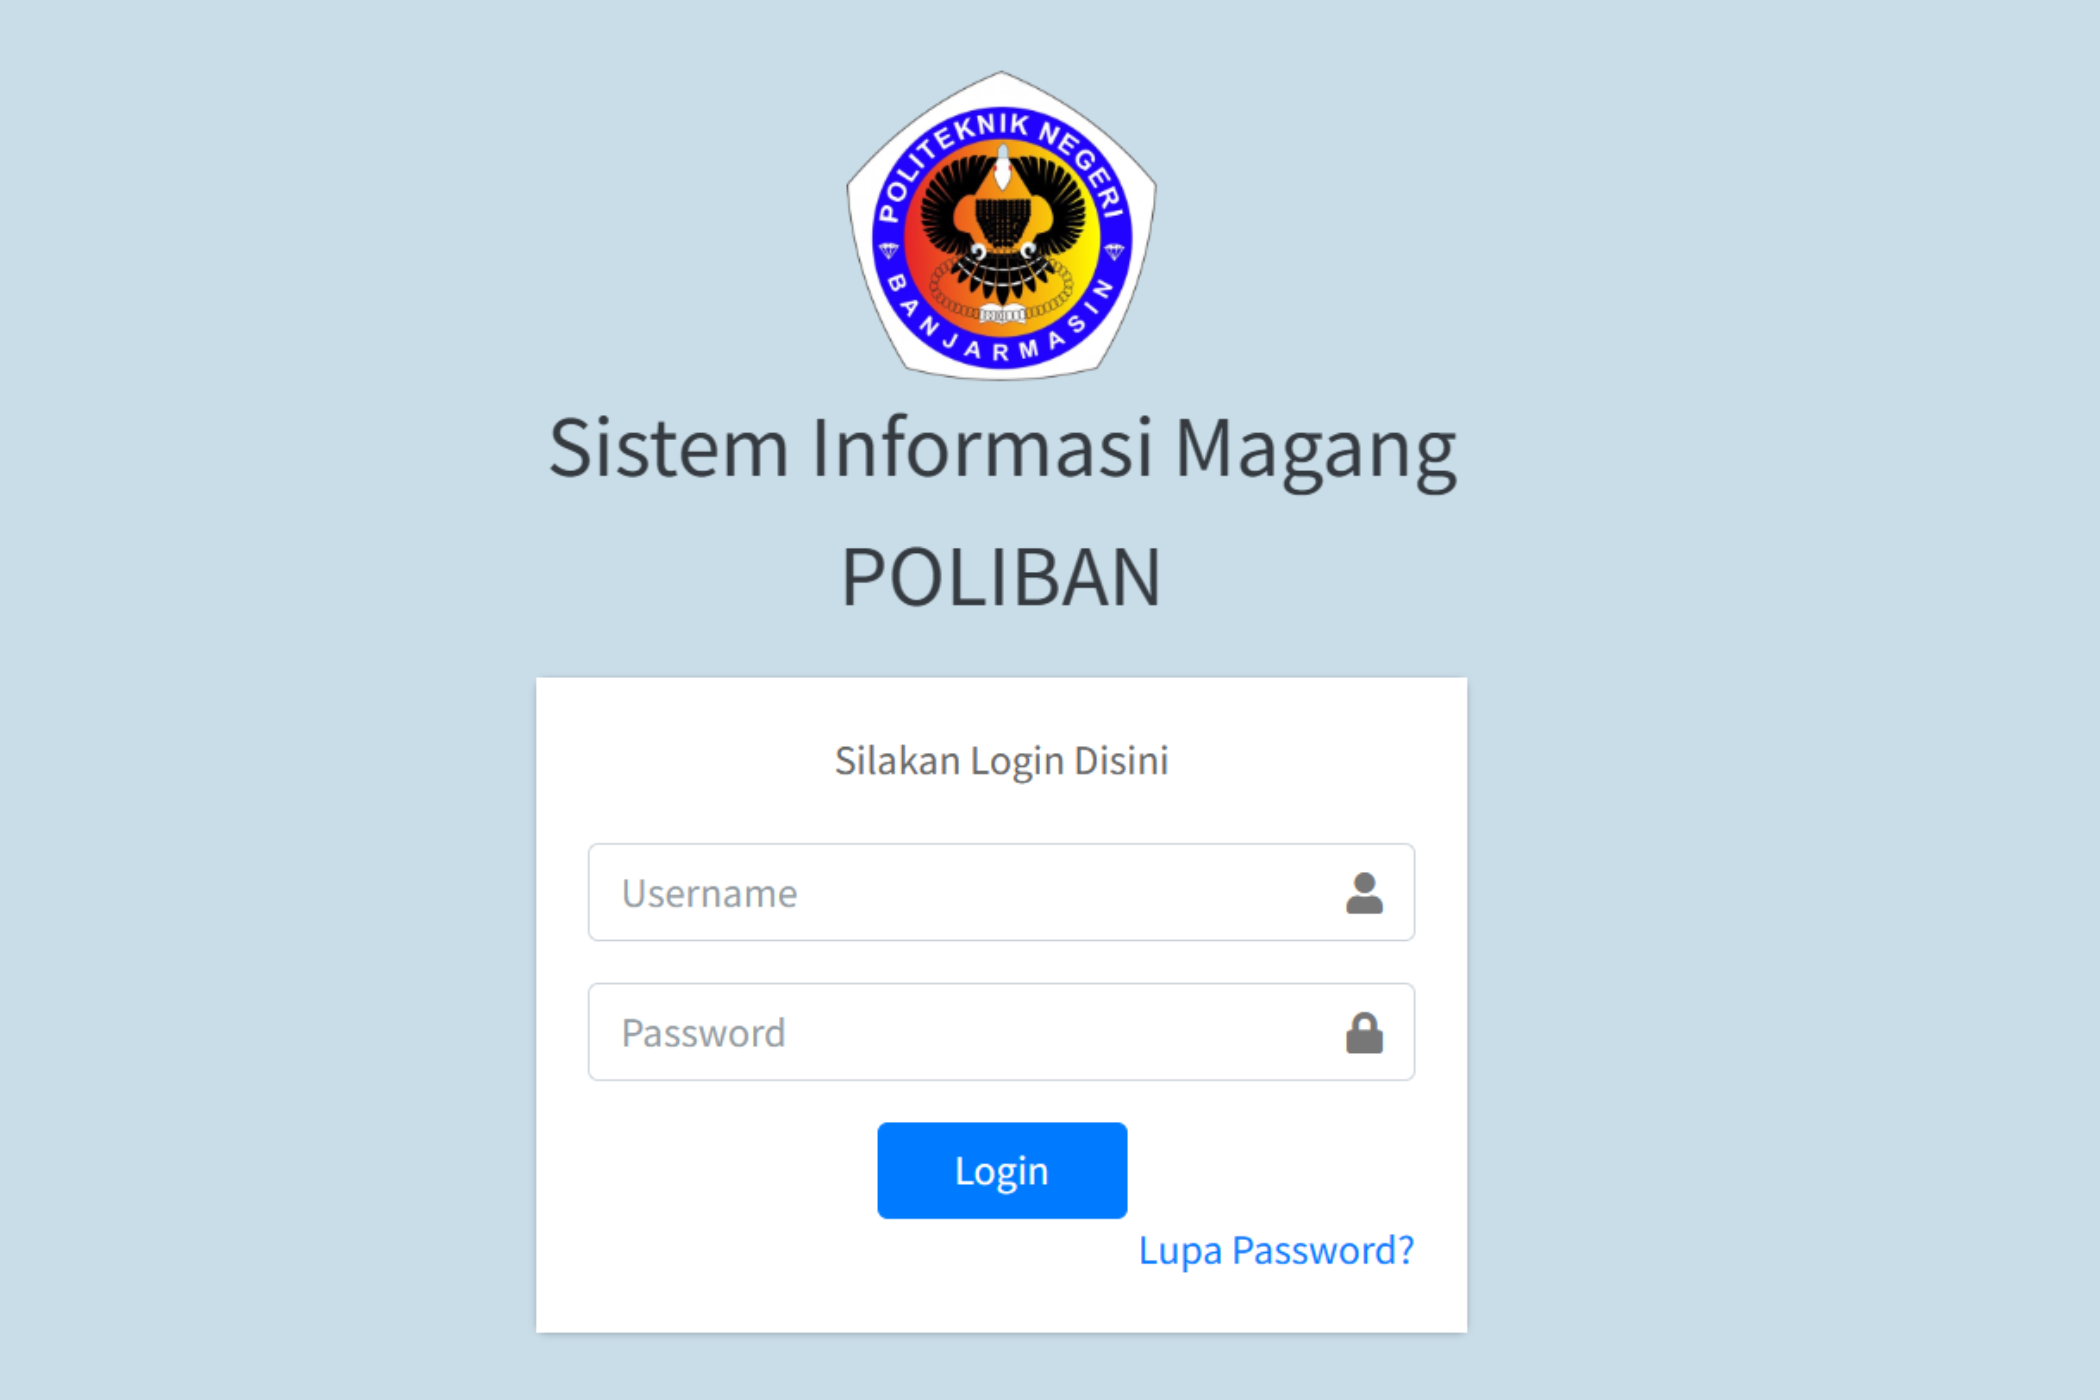 POLITEKNIK NEGERI
BANJARMASIN
Sistem Informasi Magang
POLIBAN
Silakan Login Disini
Username
Password
Login
Lupa Password?